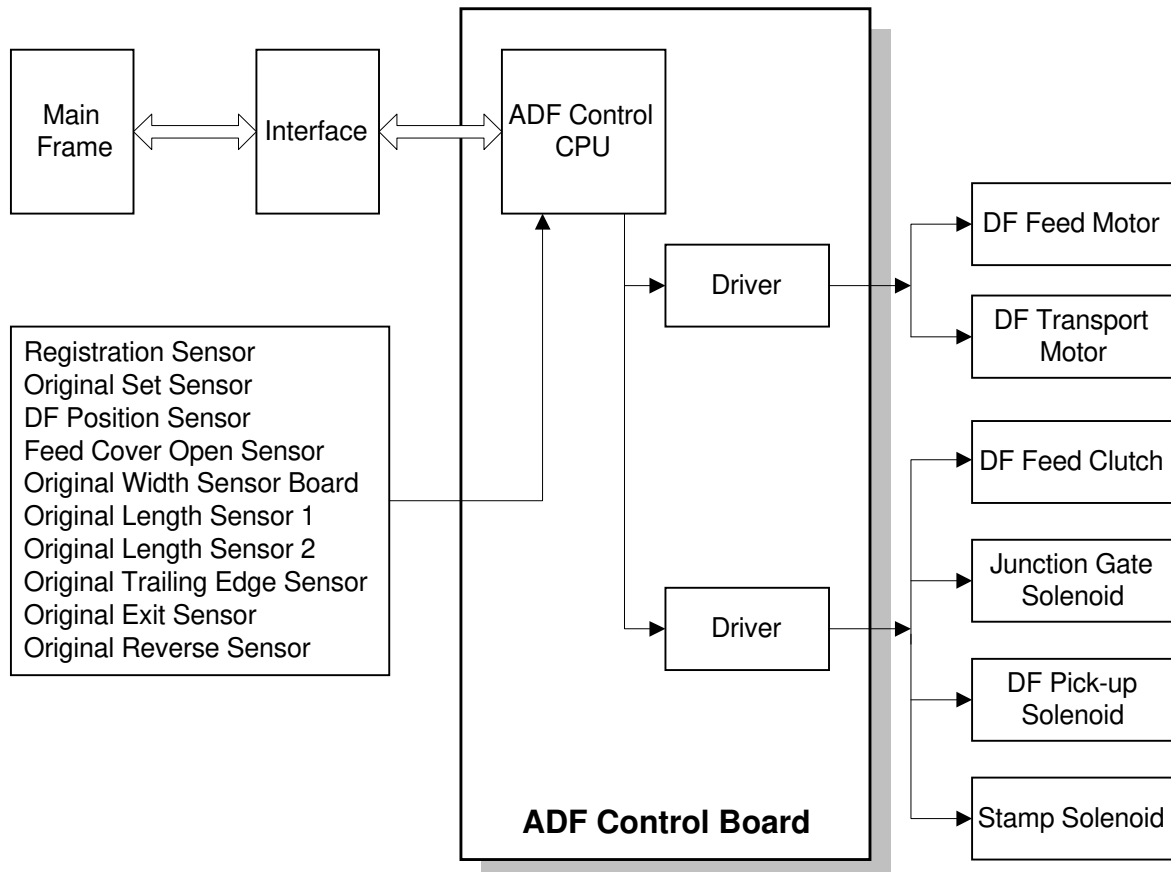 Main
Frame
Interface
ADF Control
CPU
Driver
DF Feed Motor
DF Transport
Motor
Registration Sensor
Original Set Sensor
DF Position Sensor
Feed Cover Open Sensor
Original Width Sensor Board
Original Length Sensor 1
Original Length Sensor 2
Original Trailing Edge Sensor
Original Exit Sensor
Original Reverse Sensor
Driver
DF Feed Clutch
Junction Gate
Solenoid
DF Pick-up
Solenoid
Stamp Solenoid
ADF Control Board